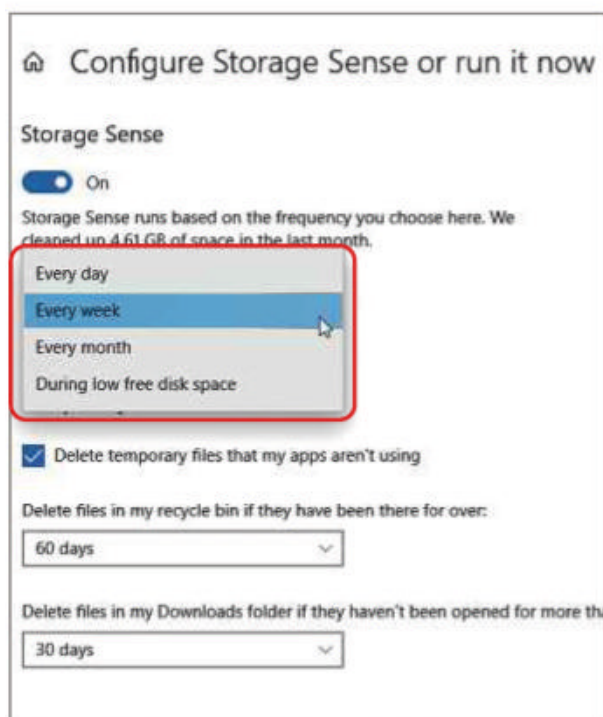 Configure Storage Sense or run it now
Storage Sense
On
Storage Sense runs based on the frequency you choose here. We
cleaned up 4.61 GB of space in the last month.
Every day
Every week
Every month
During low free disk space
Delete temporary files that my apps aren't using
Delete files in my recycle bin if they have been there for over:
60 days
Delete files in my Downloads folder if they haven't been opened for more tha
30 days